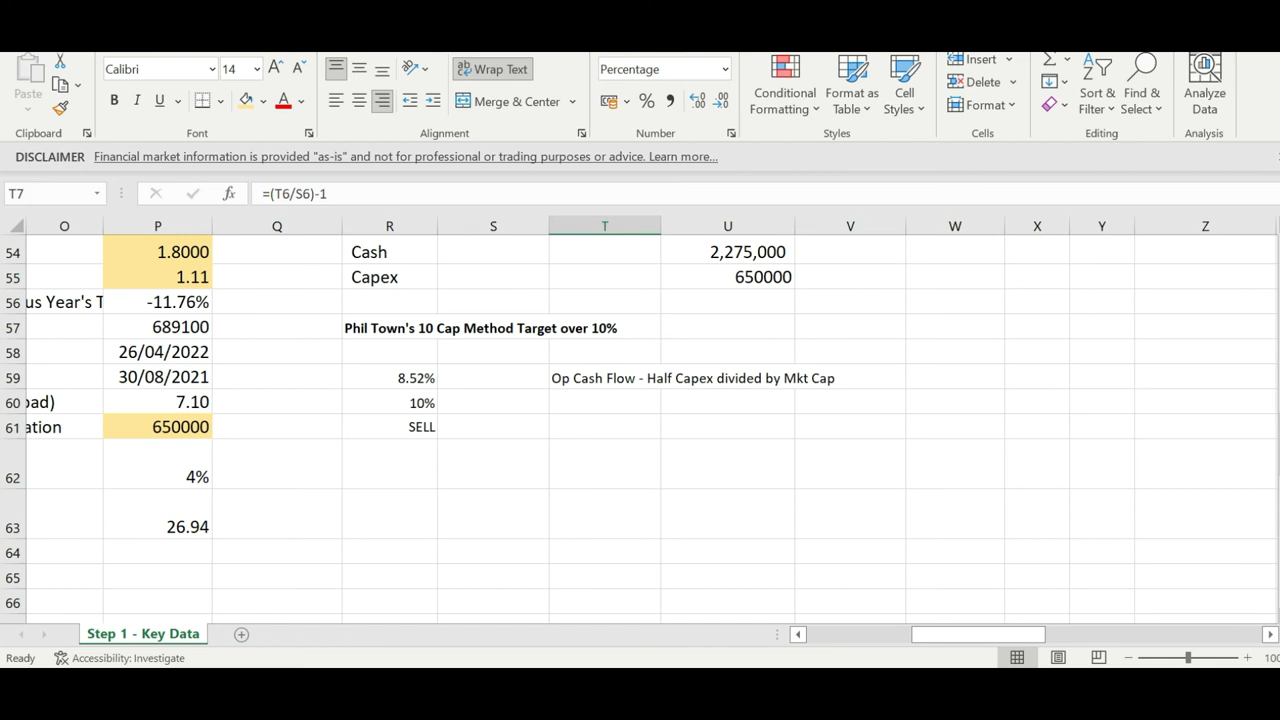 Calibri 14 Wrap Text Percentage Insert
Paste B I U Merge & Center % Conditional Formatting Format as Table Cell Styles Delete Format Sort & Filter Find & Select Analyze Data
Clipboard Font Alignment Number Styles Cells Editing Analysis
DISCLAIMER Financial market information is provided "as-is" and not for professional or trading purposes or advice. Learn more...
T7 fx =(T6/S6)-1
O P Q R S T U V W X Y Z
54 1.8000 Cash 2,275,000
55 1.11 Capex 650000
56 us Year's T -11.76%
57 689100 Phil Town's 10 Cap Method Target over 10%
58 26/04/2022
59 30/08/2021 8.52% Op Cash Flow - Half Capex divided by Mkt Cap
60 oad) 7.10 10%
61 ation 650000 SELL
62 4%
63 26.94
64
65
66
Step 1 - Key Data
Ready Accessibility: Investigate 100